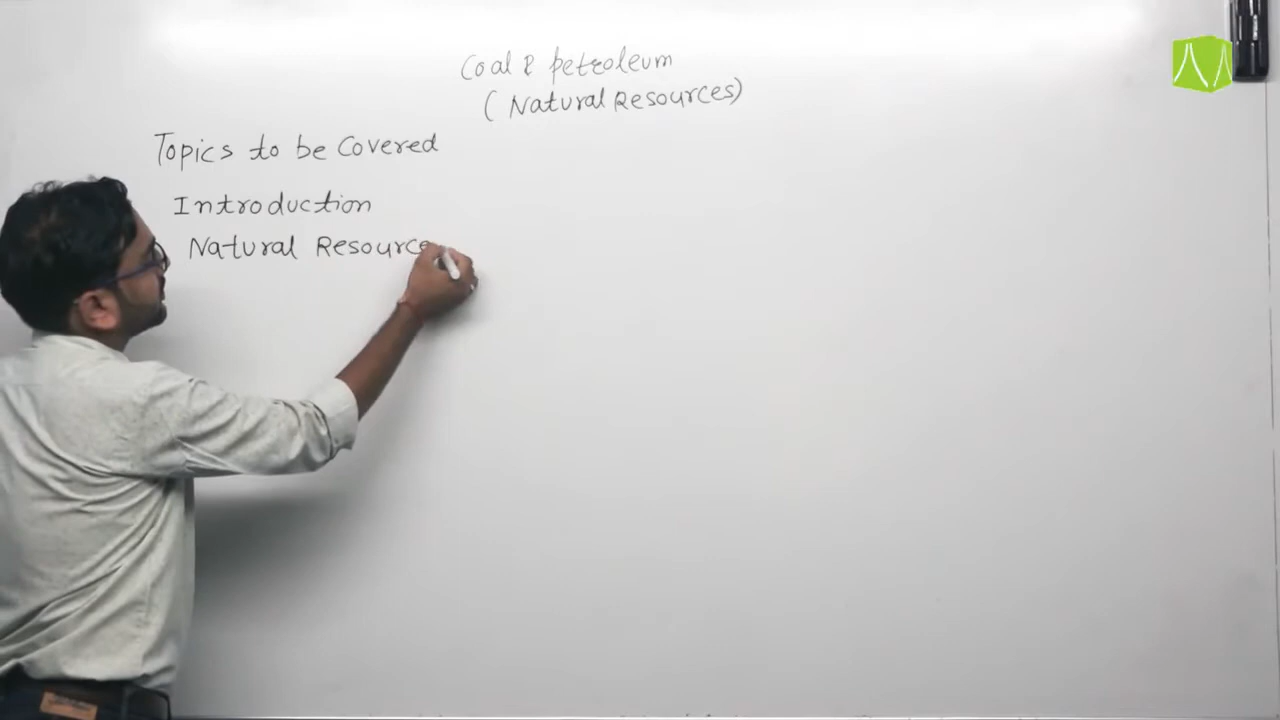 Coal & petroleum
(Natural Resources)
Topics to be Covered
Introduction
Natural Resource